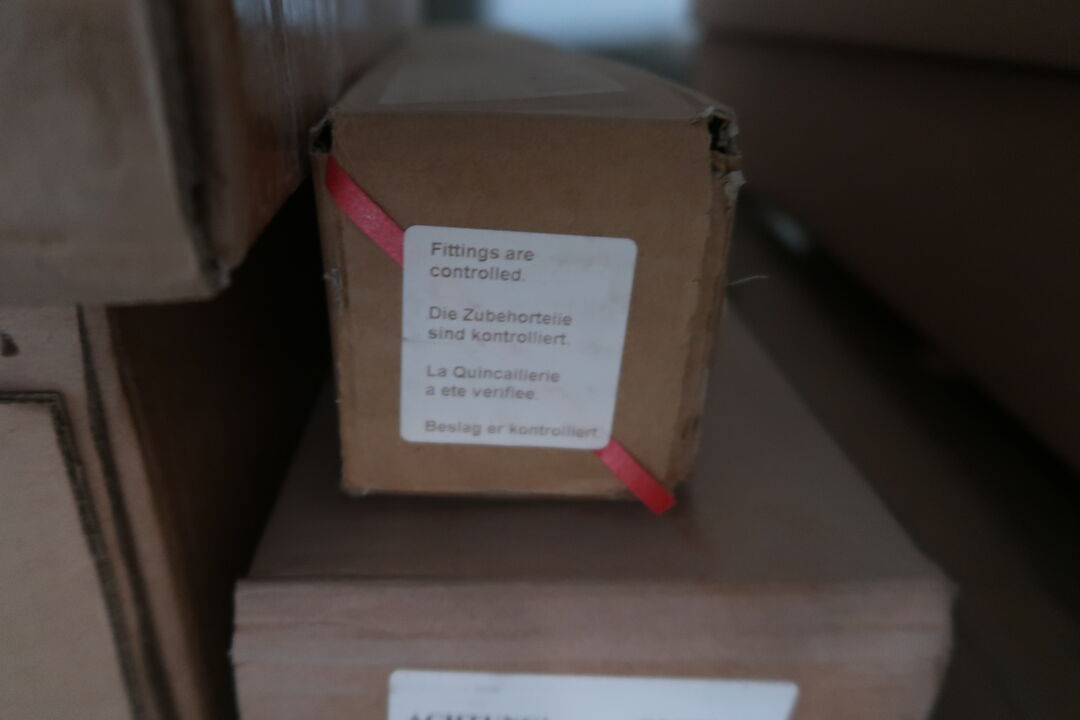 Fittings are
controlled.
Die Zubehorteile
sind kontrolliert.
La Quincaillerie
a ete verifiee.
Beslag er kontrolliert.